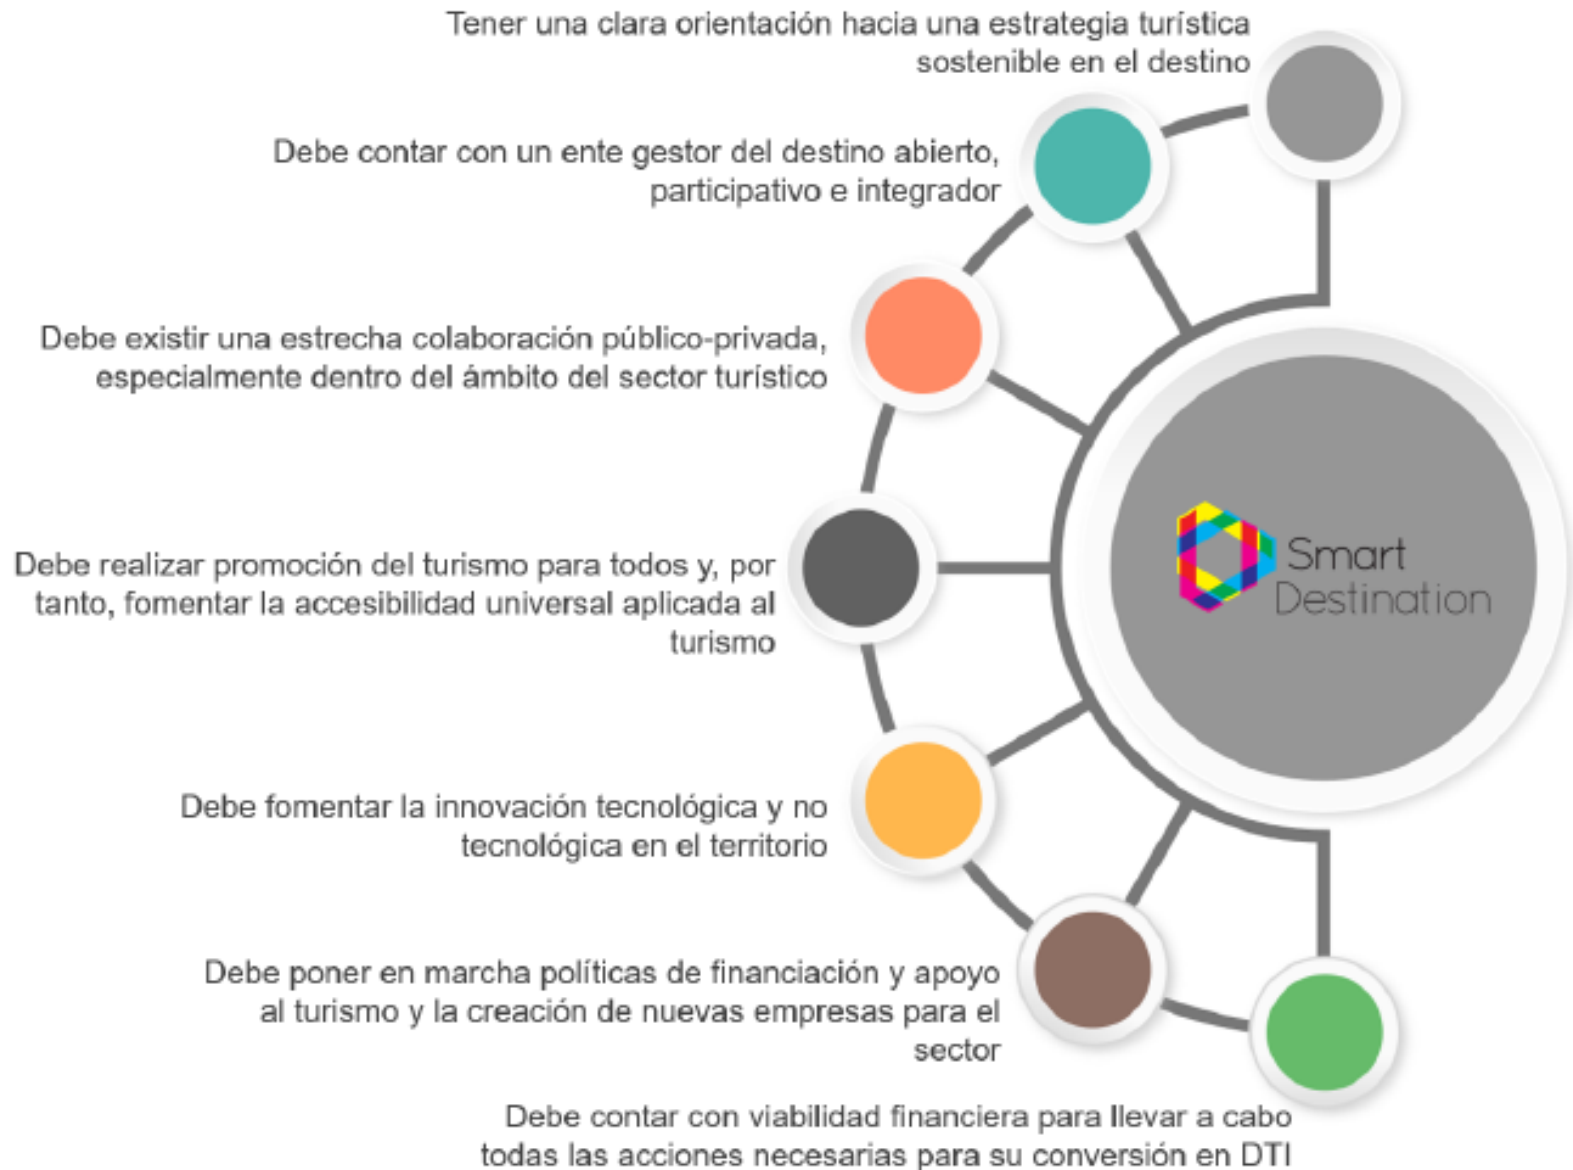 Tener una clara orientación hacia una estrategia turística
sostenible en el destino
Debe contar con un ente gestor del destino abierto,
participativo e integrador
Debe existir una estrecha colaboración público-privada,
especialmente dentro del ámbito del sector turístico
Debe realizar promoción del turismo para todos y, por
tanto, fomentar la accesibilidad universal aplicada al
turismo
Smart
Destination
Debe fomentar la innovación tecnológica y no
tecnológica en el territorio
Debe poner en marcha políticas de financiación y apoyo
al turismo y la creación de nuevas empresas para el
sector
Debe contar con viabilidad financiera para llevar a cabo
todas las acciones necesarias para su conversión en DTI